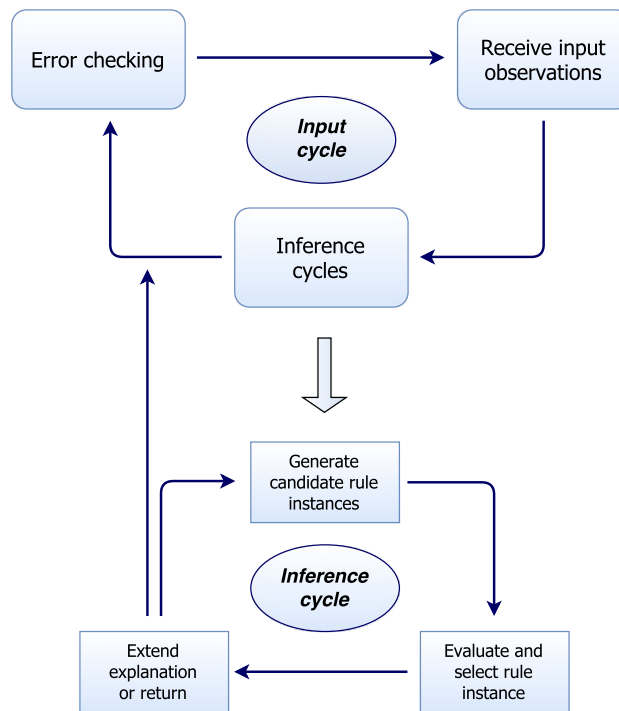 Error checking
Receive input
observations
Input
cycle
Inference
cycles
Generate
candidate rule
instances
Inference
cycle
Extend
explanation
or return
Evaluate and
select rule
instance